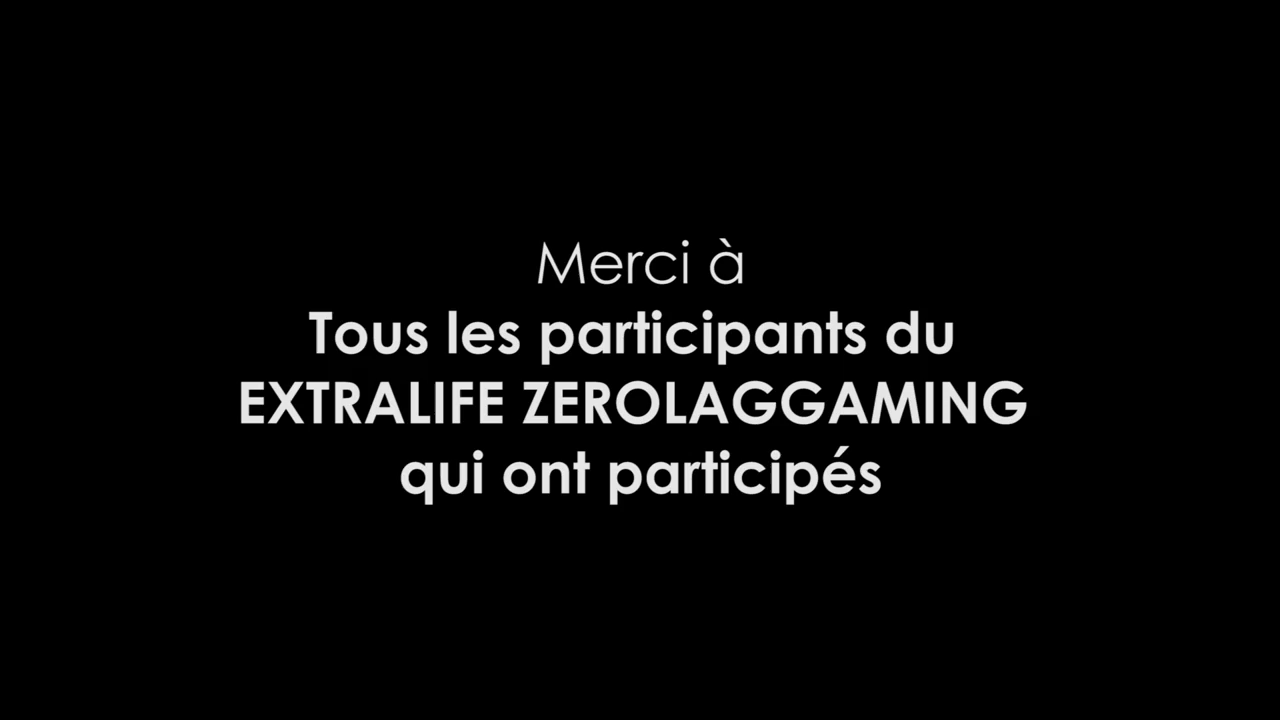 Merci à
Tous les participants du
EXTRALIFE ZEROLAGGAMING
qui ont participés